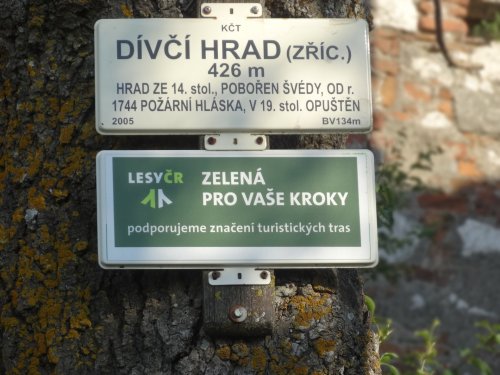 KČT
DÍVČÍ HRAD (ZŘÍC.)
426 m
HRAD ZE 14. stol., POBOŘEN ŠVÉDY, OD r.
1744 POŽÁRNÍ HLÁSKA, V 19. stol. OPUŠTĚN
2005 BV134m
LESYČR
ZELENÁ
PRO VAŠE KROKY
podporujeme značení turistických tras